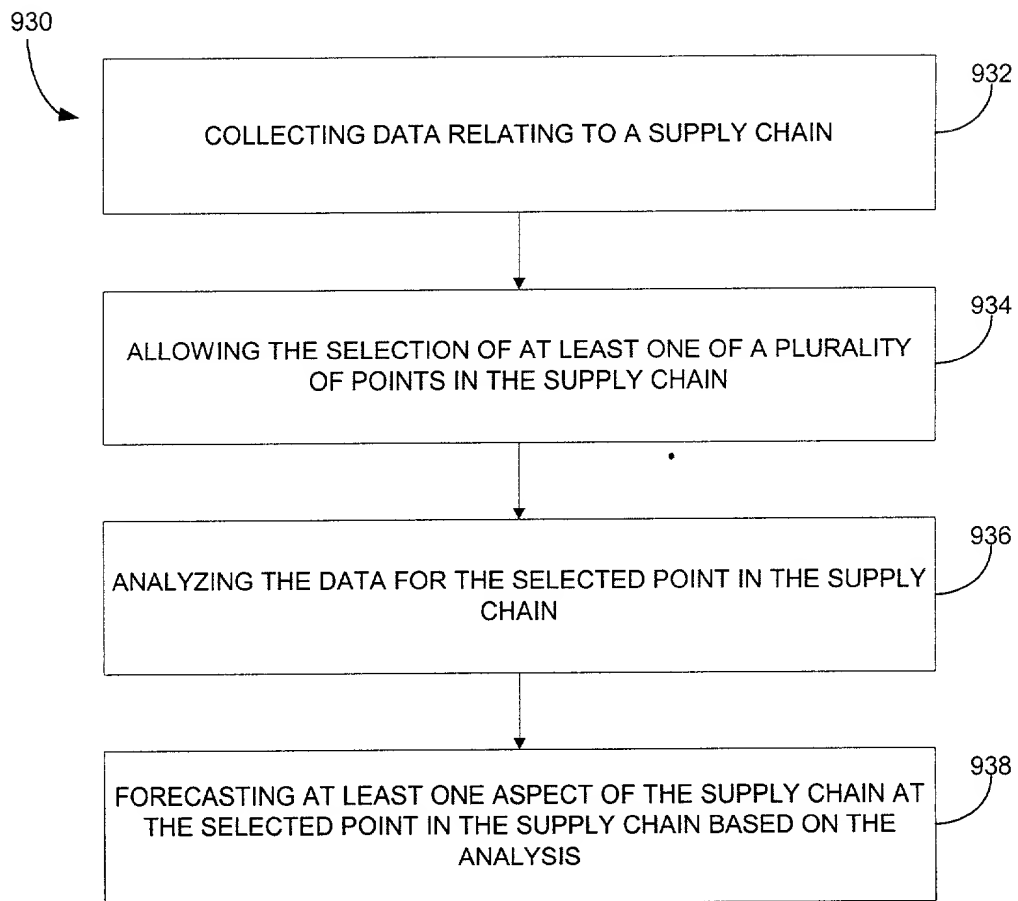 930
932
COLLECTING DATA RELATING TO A SUPPLY CHAIN
934
ALLOWING THE SELECTION OF AT LEAST ONE OF A PLURALITY
OF POINTS IN THE SUPPLY CHAIN
936
ANALYZING THE DATA FOR THE SELECTED POINT IN THE SUPPLY
CHAIN
938
FORECASTING AT LEAST ONE ASPECT OF THE SUPPLY CHAIN AT
THE SELECTED POINT IN THE SUPPLY CHAIN BASED ON THE
ANALYSIS